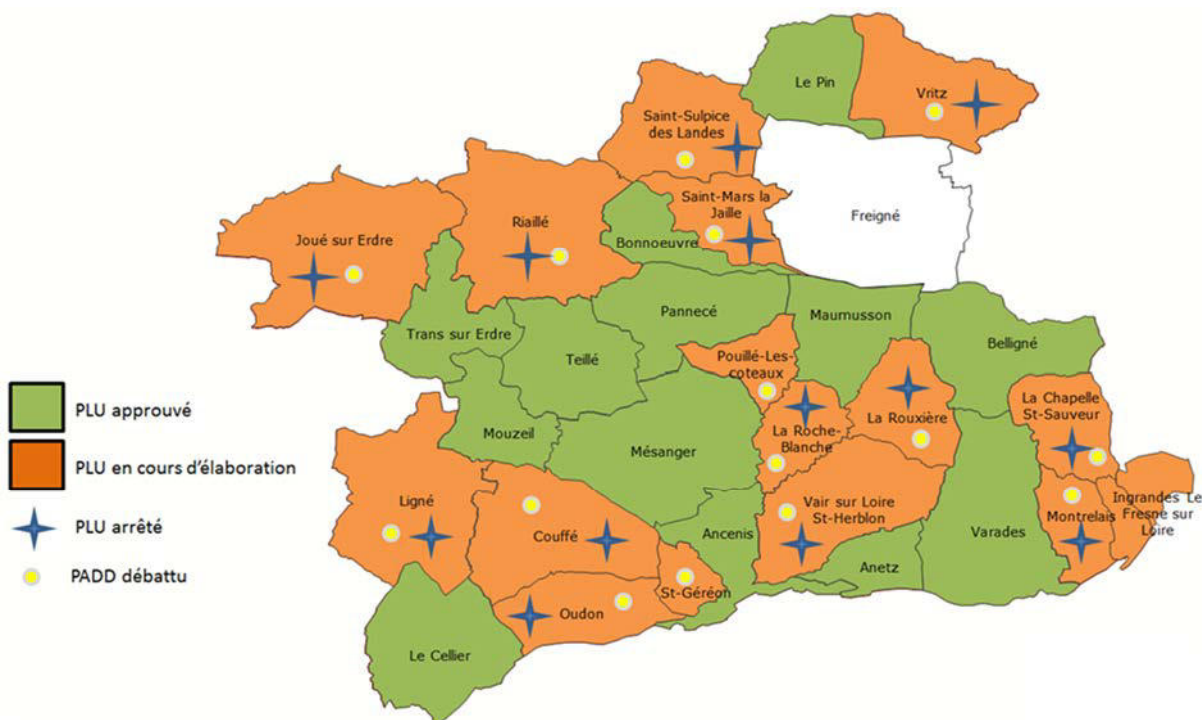 Le Pin
Vritz
Saint-Sulpice
des Landes
Saint-Mars la
Jaille
Freigné
Riaillé
Joué sur Erdre
Bonnoeuvre
Pannecé
Maumusson
Trans sur Erdre
Teillé
Belligné
Pouillé-Les-
coteaux
La Chapelle
St-Sauveur
La Rouxière
La Roche-
Blanche
Mouzeil
Mésanger
Ligné
Vair sur Loire
St-Herblon
Ingrandes Le
Fresne sur
Loire
Montrelais
Couffé
Ancenis
Varades
Anetz
St-Géréon
Oudon
Le Cellier
PLU approuvé
PLU en cours d'élaboration
PLU arrêté
PADD débattu